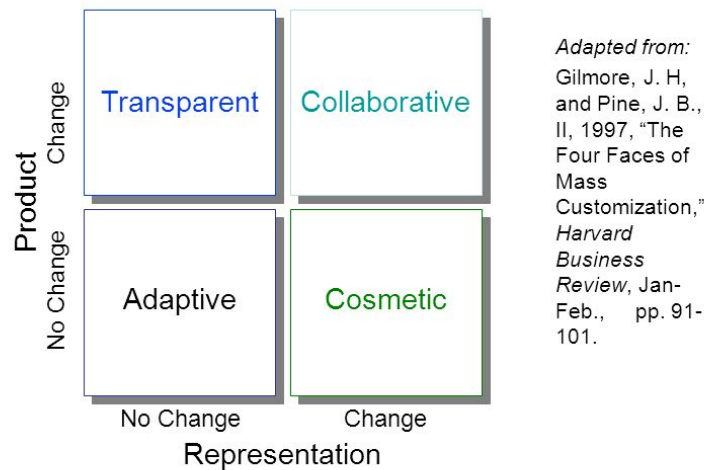 Transparent
Collaborative
Adaptive
Cosmetic
Product
Change
No Change
No Change
Change
Representation
Adapted from:
Gilmore, J. H,
and Pine, J. B.,
II, 1997, “The
Four Faces of
Mass
Customization,”
Harvard
Business
Review, Jan-
Feb., pp. 91-
101.